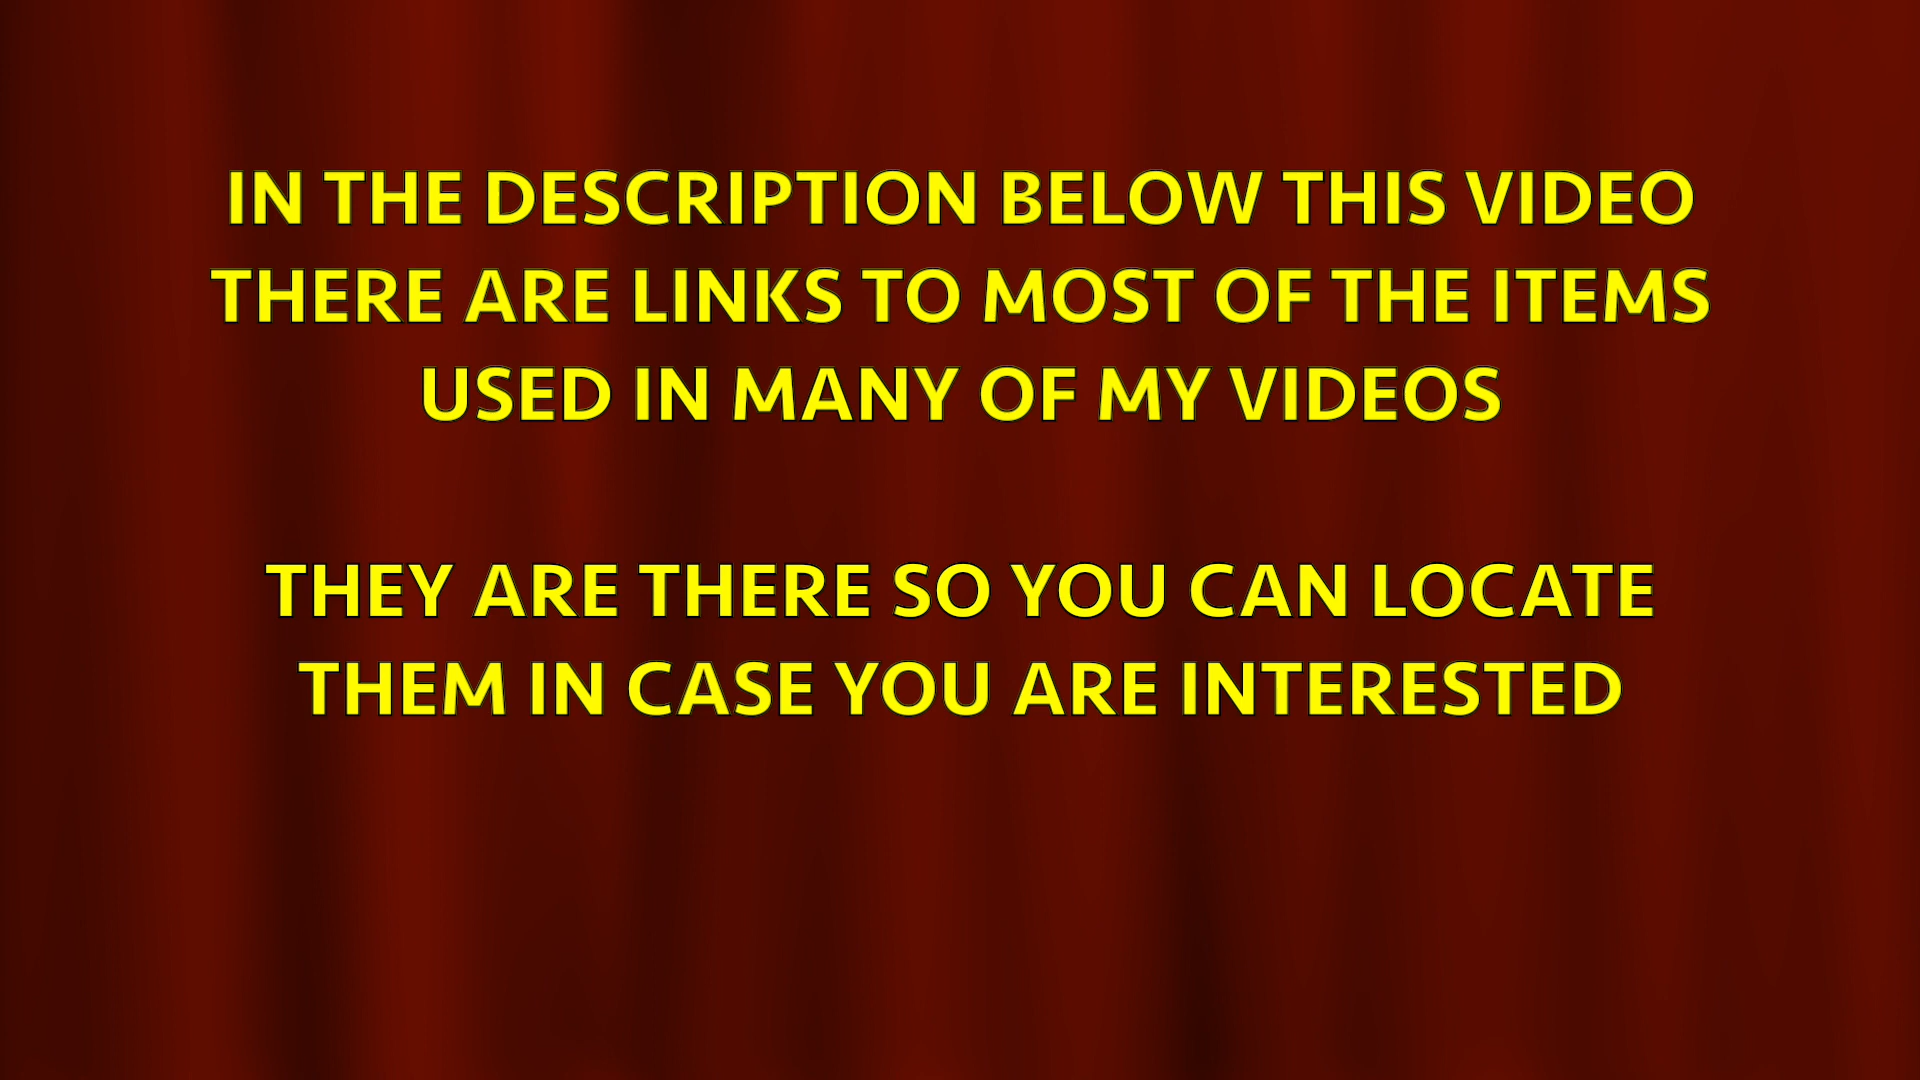 IN THE DESCRIPTION BELOW THIS VIDEO
THERE ARE LINKS TO MOST OF THE ITEMS
USED IN MANY OF MY VIDEOS
THEY ARE THERE SO YOU CAN LOCATE
THEM IN CASE YOU ARE INTERESTED